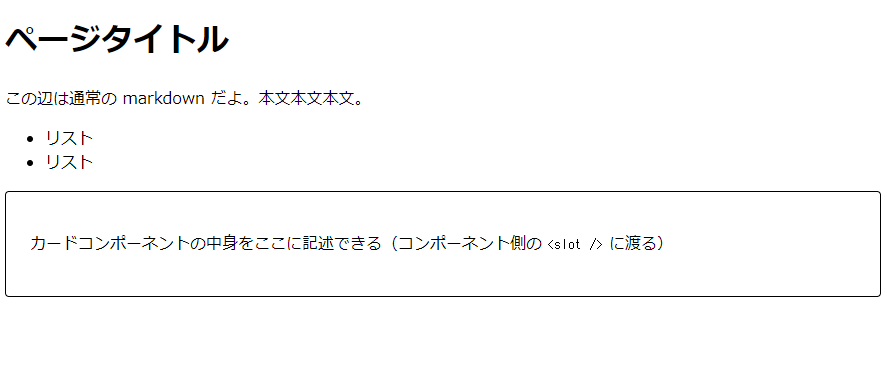 ページタイトル
この辺は通常の markdown だよ。本文本文本文。
リスト
リスト
カードコンポーネントの中身をここに記述できる（コンポーネント側の <slot /> に渡る）